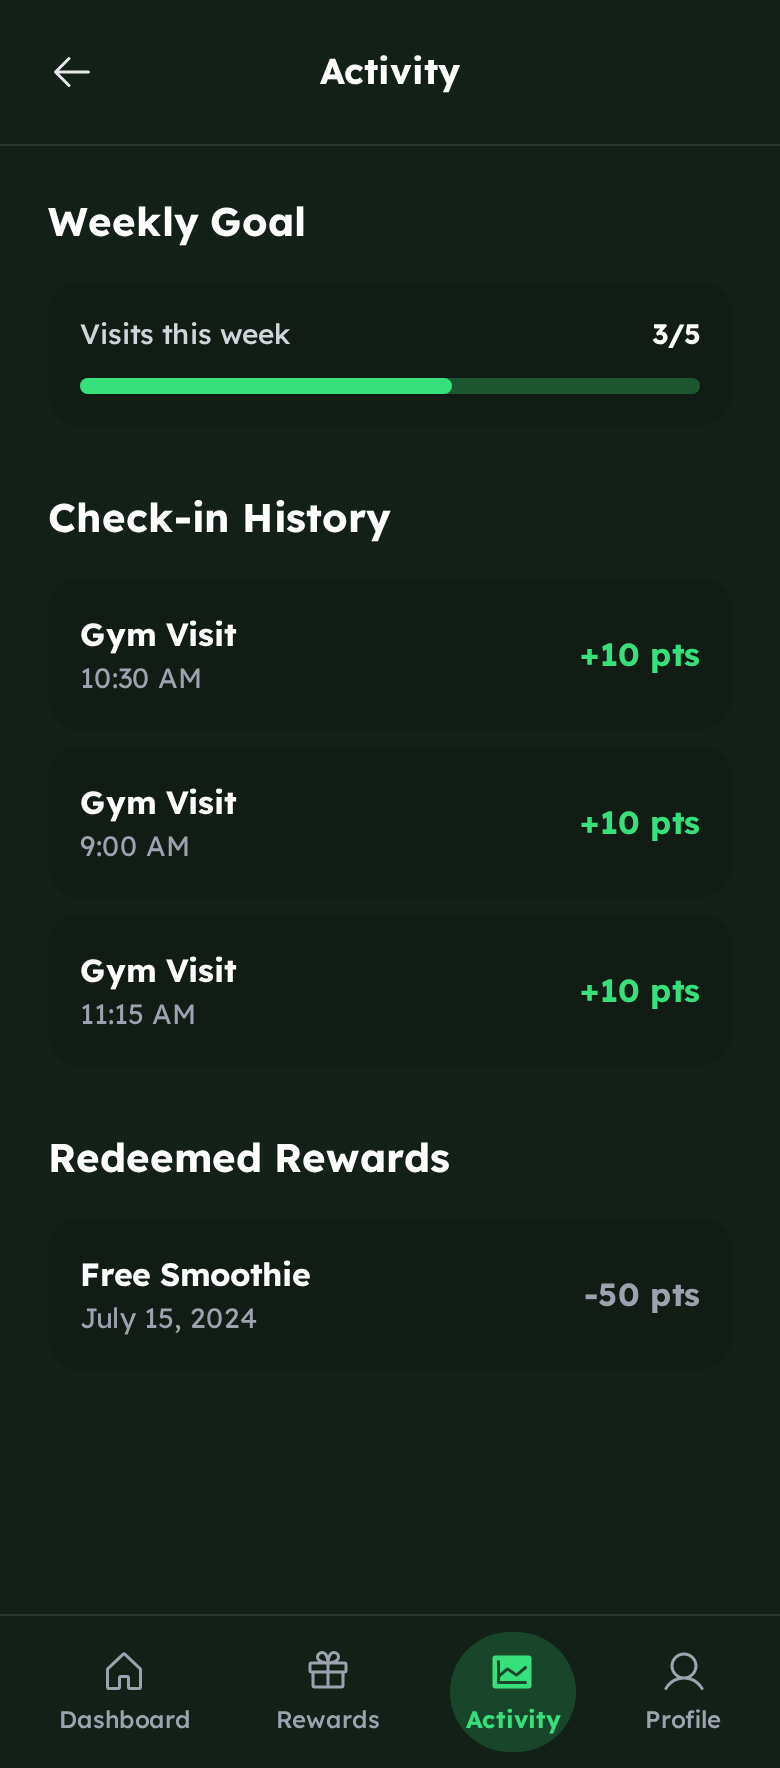 Activity
Weekly Goal
Visits this week 3/5
Check-in History
Gym Visit
10:30 AM
+10 pts
Gym Visit
9:00 AM
+10 pts
Gym Visit
11:15 AM
+10 pts
Redeemed Rewards
Free Smoothie
July 15, 2024
-50 pts
Dashboard Rewards Activity Profile